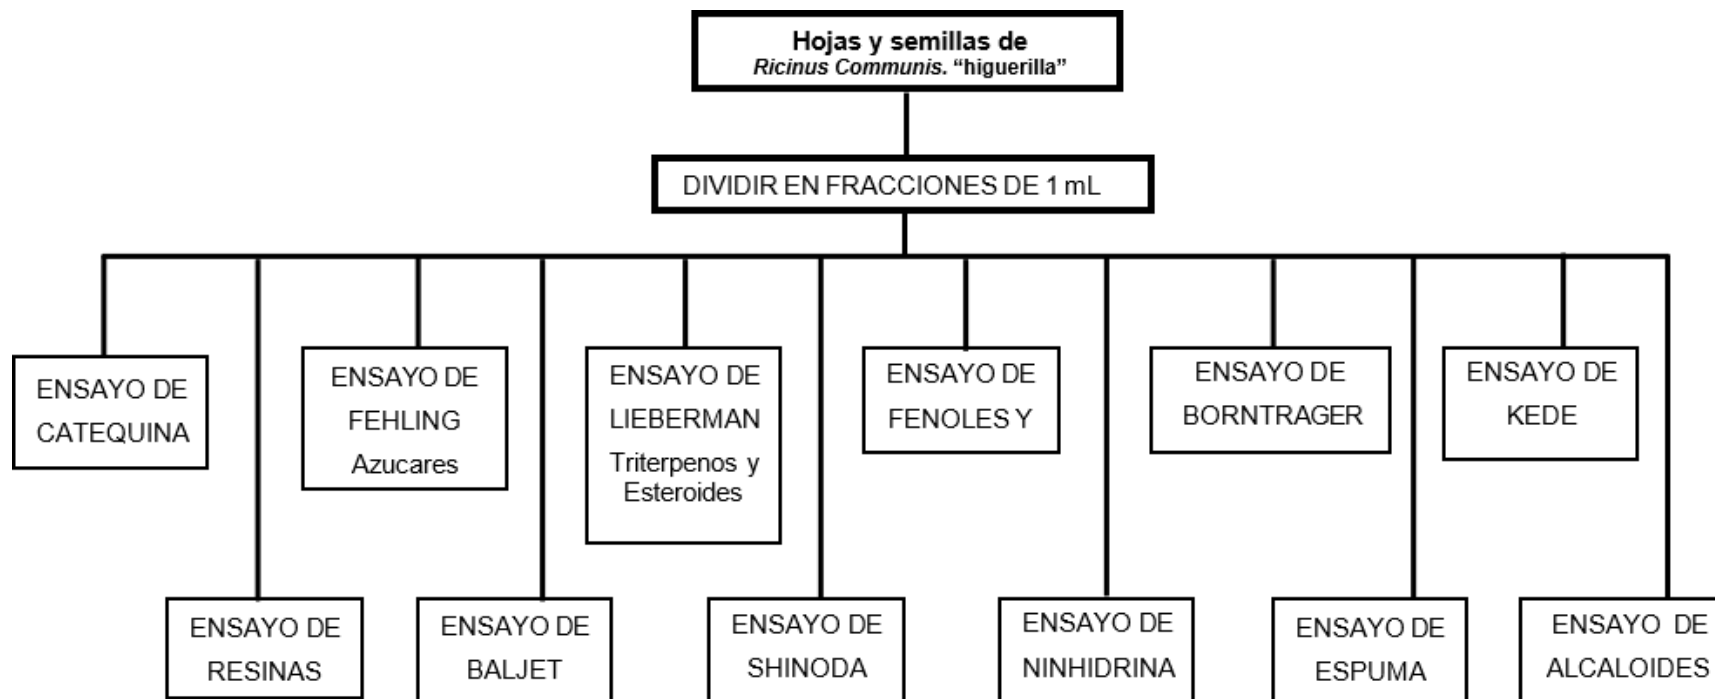 Hojas y semillas de
Ricinus Communis. “higuerilla”
DIVIDIR EN FRACCIONES DE 1 mL
ENSAYO DE
CATEQUINA
ENSAYO DE
FEHLING
Azucares
ENSAYO DE
LIEBERMAN
Triterpenos y
Esteroides
ENSAYO DE
FENOLES Y
ENSAYO DE
BORNTRAGER
ENSAYO DE
KEDE
ENSAYO DE
RESINAS
ENSAYO DE
BALJET
ENSAYO DE
SHINODA
ENSAYO DE
NINHIDRINA
ENSAYO DE
ESPUMA
ENSAYO DE
ALCALOIDES